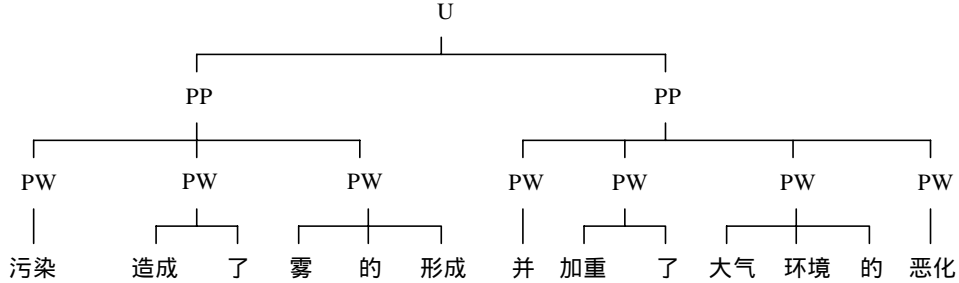 U
PP PP
PW PW PW PW PW PW PW
污染 造成 了 雾 的 形成 并 加重 了 大气 环境 的 恶化